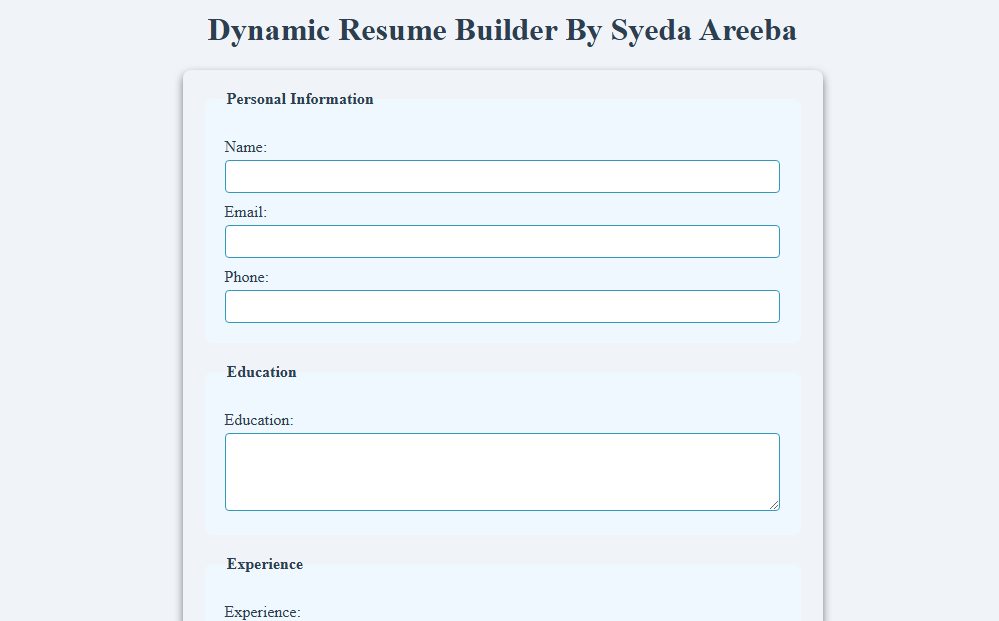 Dynamic Resume Builder By Syeda Areeba
Personal Information
Name:
Email:
Phone:
Education
Education:
Experience
Experience: